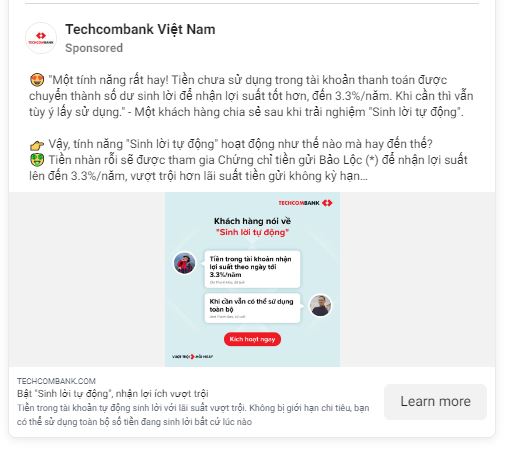 TECHCOMBANK
Techcombank Việt Nam
Sponsored
😍 "Một tính năng rất hay! Tiền chưa sử dụng trong tài khoản thanh toán được
chuyển thành số dư sinh lời để nhận lợi suất tốt hơn, đến 3.3%/năm. Khi cần thì vẫn
tùy ý lấy sử dụng." - Một khách hàng chia sẻ sau khi trải nghiệm "Sinh lời tự động".
👉 Vậy, tính năng "Sinh lời tự động" hoạt động như thế nào mà hay đến thế?
🤑 Tiền nhàn rỗi sẽ được tham gia Chứng chỉ tiền gửi Bảo Lộc (*) để nhận lợi suất
lên đến 3.3%/năm, vượt trội hơn lãi suất tiền gửi không kỳ hạn...
TECHCOMBANK
Khách hàng nói về
"Sinh lời tự động"
Tiền trong tài khoản nhận
lợi suất theo ngày tới
3.3%/năm
Khi cần vẫn có thể sử dụng
toàn bộ
Kích hoạt ngay
VƯỢT TRỘI MỖI NGÀY
TECHCOMBANK.COM
Bật "Sinh lời tự động", nhận lợi ích vượt trội
Tiền trong tài khoản tự động sinh lời với lãi suất vượt trội. Không bị giới hạn chi tiêu, bạn
có thể sử dụng toàn bộ số tiền đang sinh lời bất cứ lúc nào
Learn more